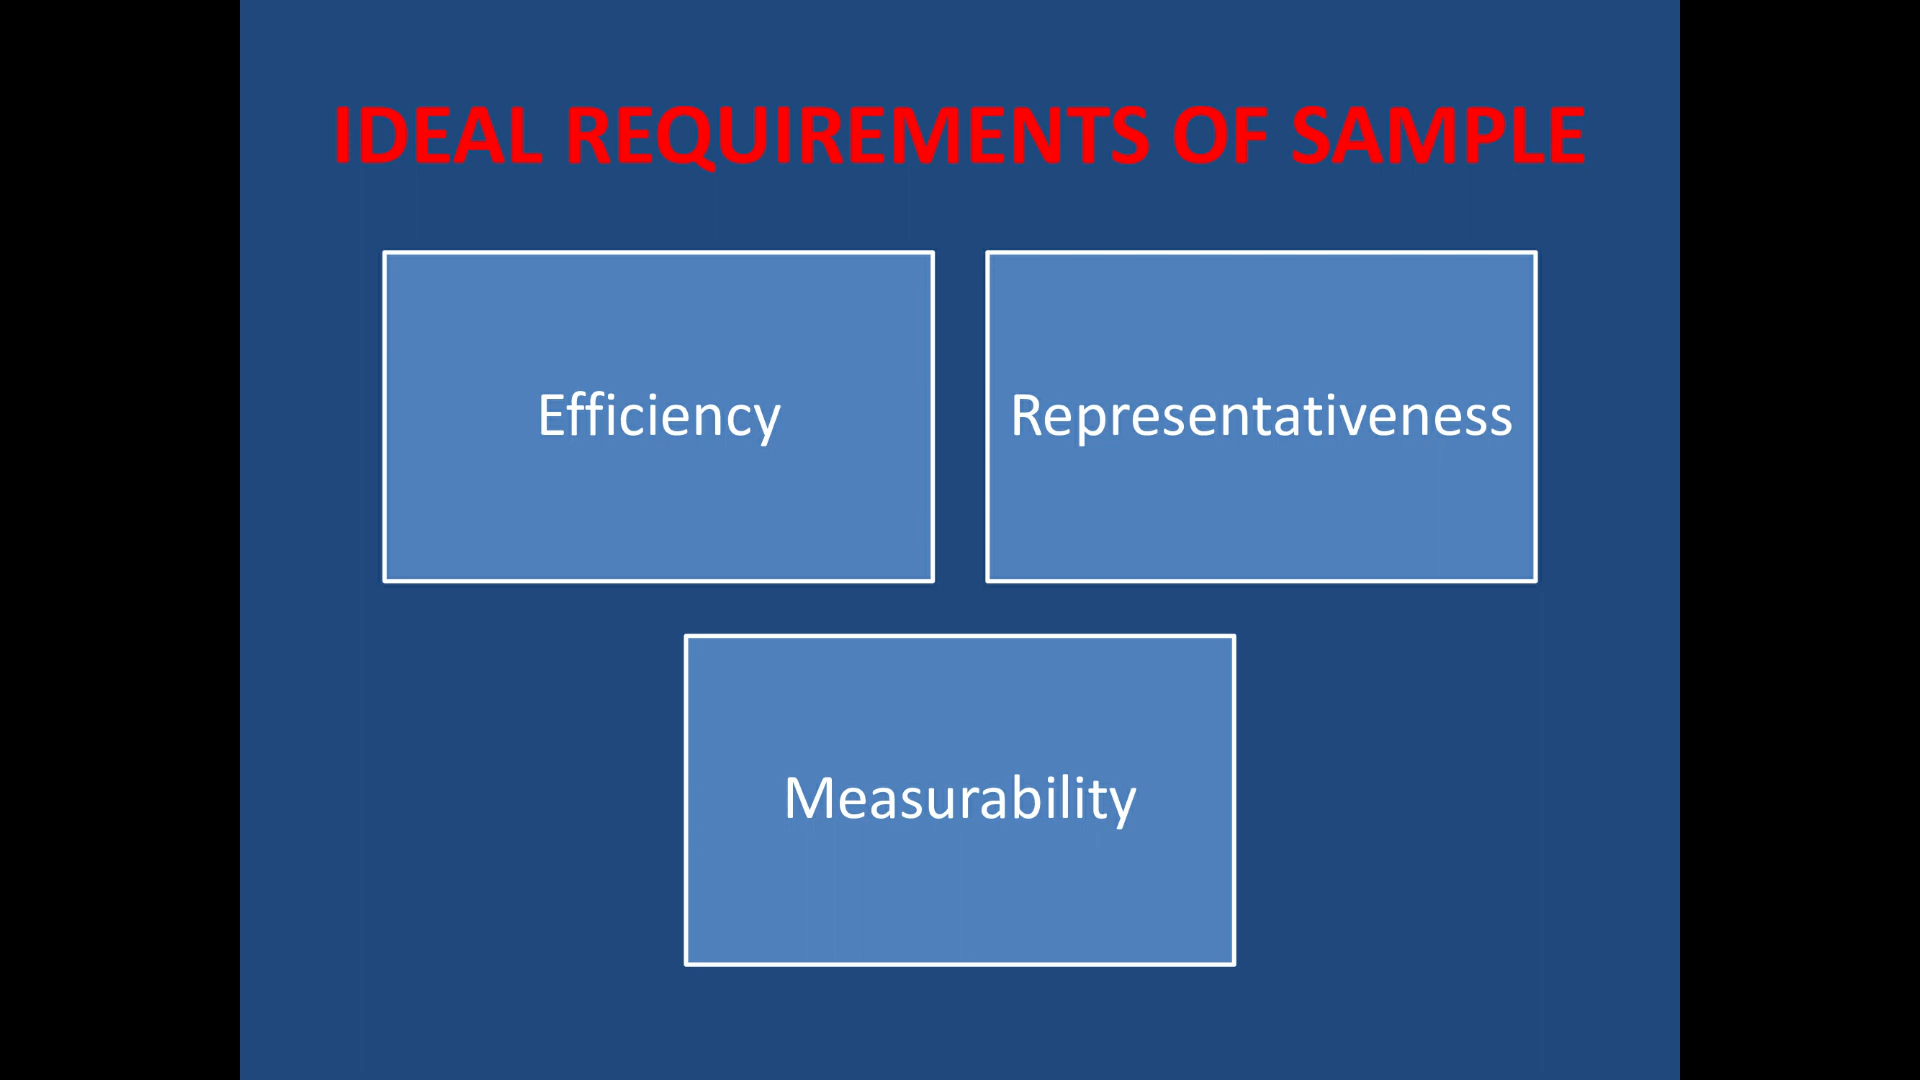 IDEAL REQUIREMENTS OF SAMPLE
Efficiency
Representativeness
Measurability